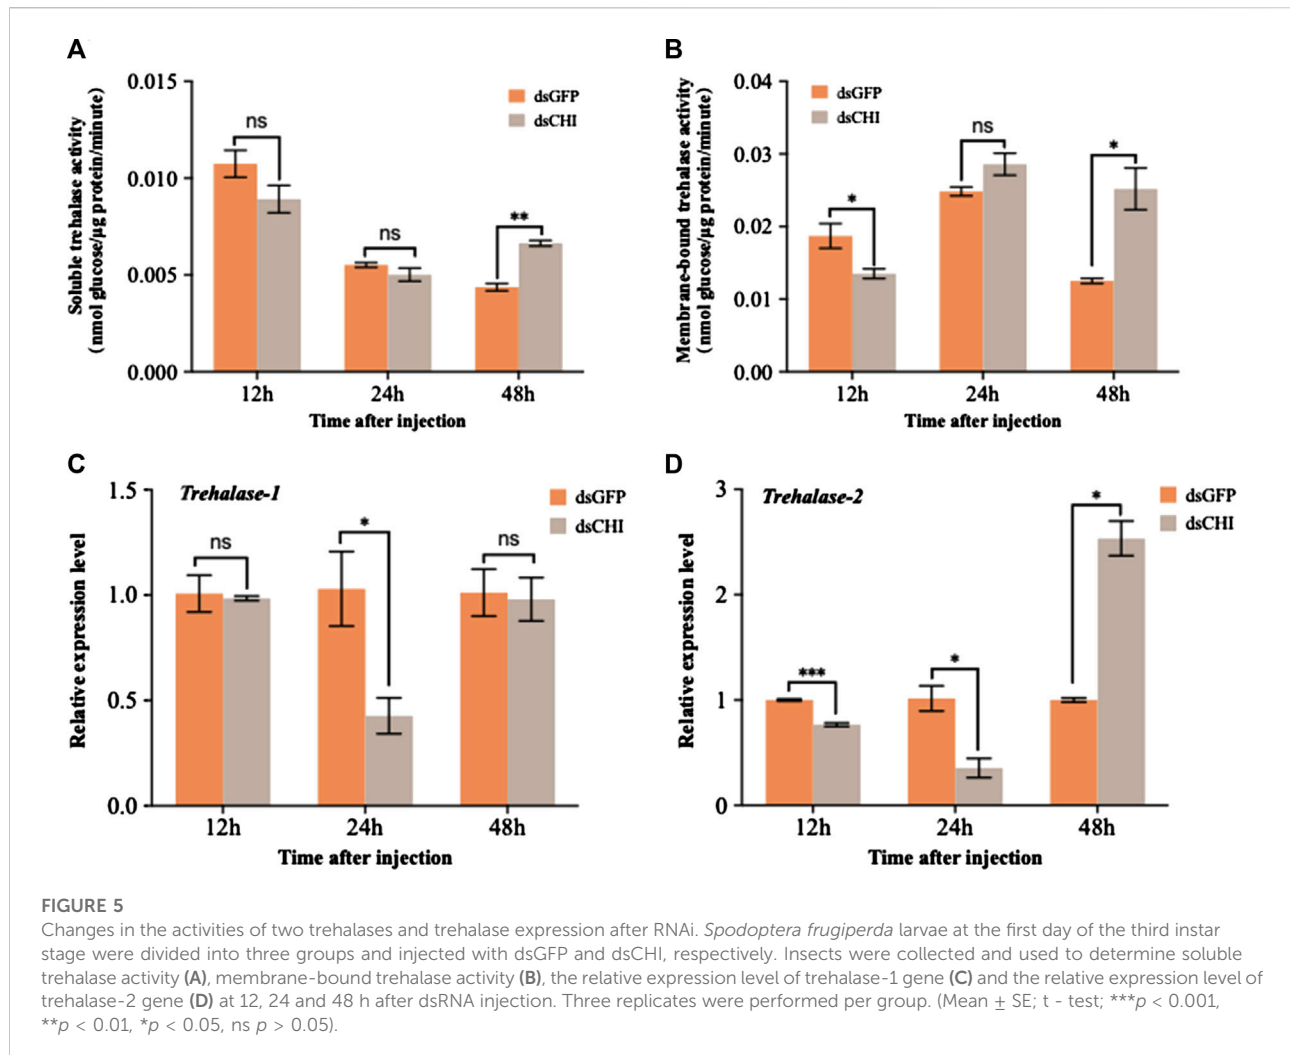 A
Soluble trehalase activity
(nmol glucose/µg protein/minute)
0.015
0.010
0.005
0.000
dsGFP
dsCHI
ns
ns
**
12h
24h
48h
Time after injection
B
Membrane-bound trehalase activity
(nmol glucose/µg protein/minute)
0.04
0.03
0.02
0.01
0.00
dsGFP
dsCHI
*
ns
*
12h
24h
48h
Time after injection
C
Trehalase-1
Relative expression level
1.5
1.0
0.5
0.0
dsGFP
dsCHI
ns
*
ns
12h
24h
48h
Time after injection
D
Trehalase-2
Relative expression level
3
2
1
0
dsGFP
dsCHI
***
*
*
12h
24h
48h
Time after injection
FIGURE 5
Changes in the activities of two trehalases and trehalase expression after RNAi. Spodoptera frugiperda larvae at the first day of the third instar
stage were divided into three groups and injected with dsGFP and dsCHI, respectively. Insects were collected and used to determine soluble
trehalase activity (A), membrane-bound trehalase activity (B), the relative expression level of trehalase-1 gene (C) and the relative expression level of
trehalase-2 gene (D) at 12, 24 and 48 h after dsRNA injection. Three replicates were performed per group. (Mean ± SE; t - test; ***p < 0.001,
**p < 0.01, *p < 0.05, ns p > 0.05).